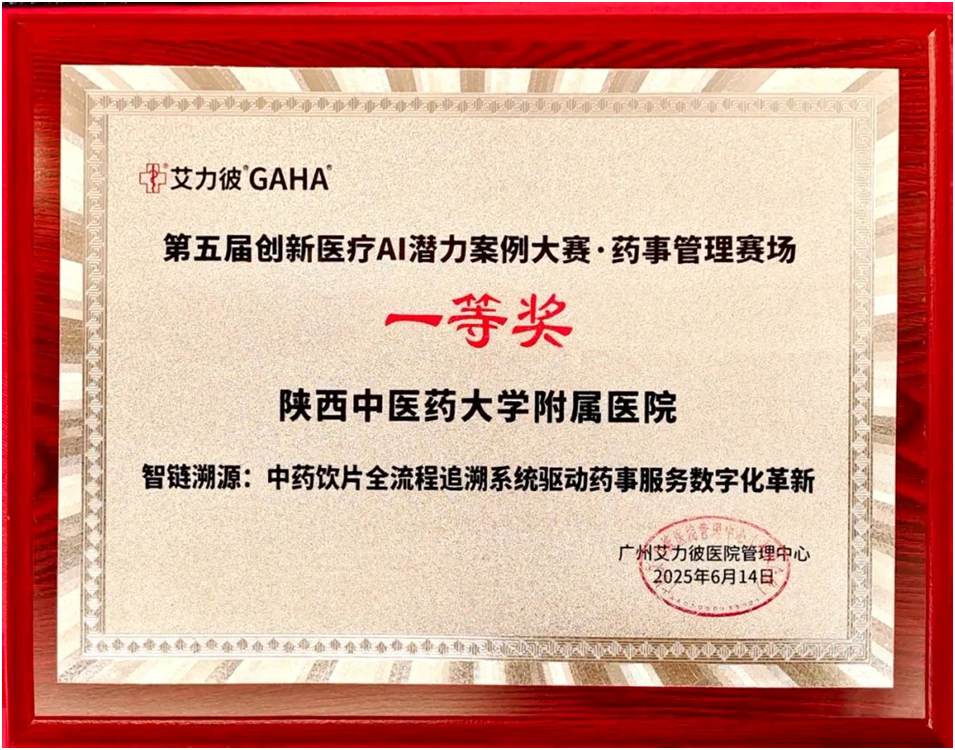 艾力彼®GAHA®
第五届创新医疗AI潜力案例大赛·药事管理赛场
一等奖
陕西中医药大学附属医院
智链溯源：中药饮片全流程追溯系统驱动药事服务数字化革新
广州艾力彼医院管理中心
2025年6月14日